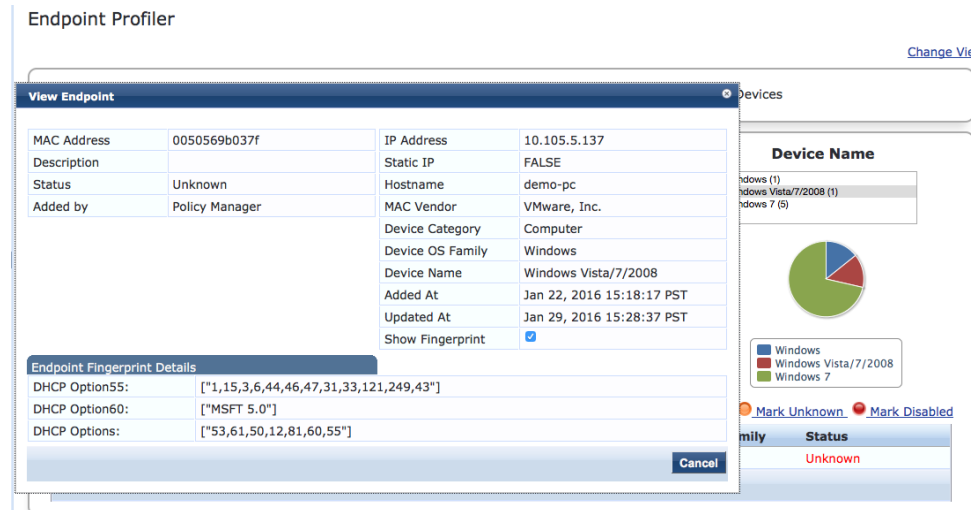 Endpoint Profiler
Change Vie
Devices
View Endpoint
MAC Address 0050569b037f
Description
Status Unknown
Added by Policy Manager
IP Address 10.105.5.137
Static IP FALSE
Hostname demo-pc
MAC Vendor VMware, Inc.
Device Category Computer
Device OS Family Windows
Device Name Windows Vista/7/2008
Added At Jan 22, 2016 15:18:17 PST
Updated At Jan 29, 2016 15:28:37 PST
Show Fingerprint
Endpoint Fingerprint Details
DHCP Option55: ["1,15,3,6,44,46,47,31,33,121,249,43"]
DHCP Option60: ["MSFT 5.0"]
DHCP Options: ["53,61,50,12,81,60,55"]
Cancel
Device Name
ndows (1)
ndows Vista/7/2008 (1)
ndows 7 (5)
Windows
Windows Vista/7/2008
Windows 7
Mark Unknown Mark Disabled
mily Status
Unknown